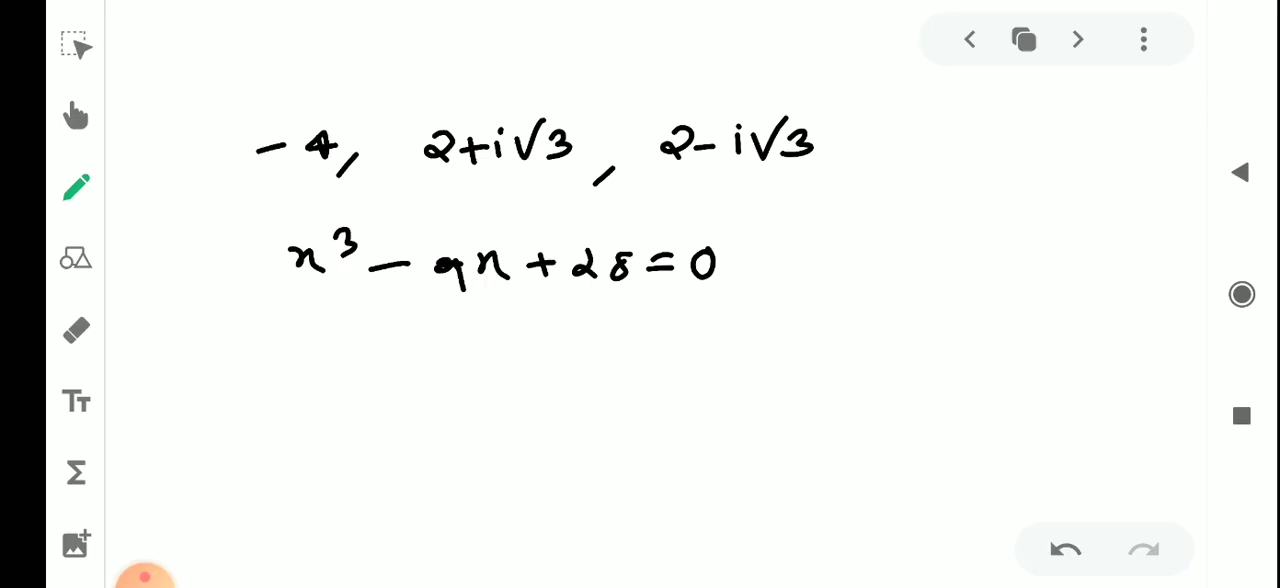 -4, 2+i√3, 2-i√3
x³ - 9x + 28 = 0